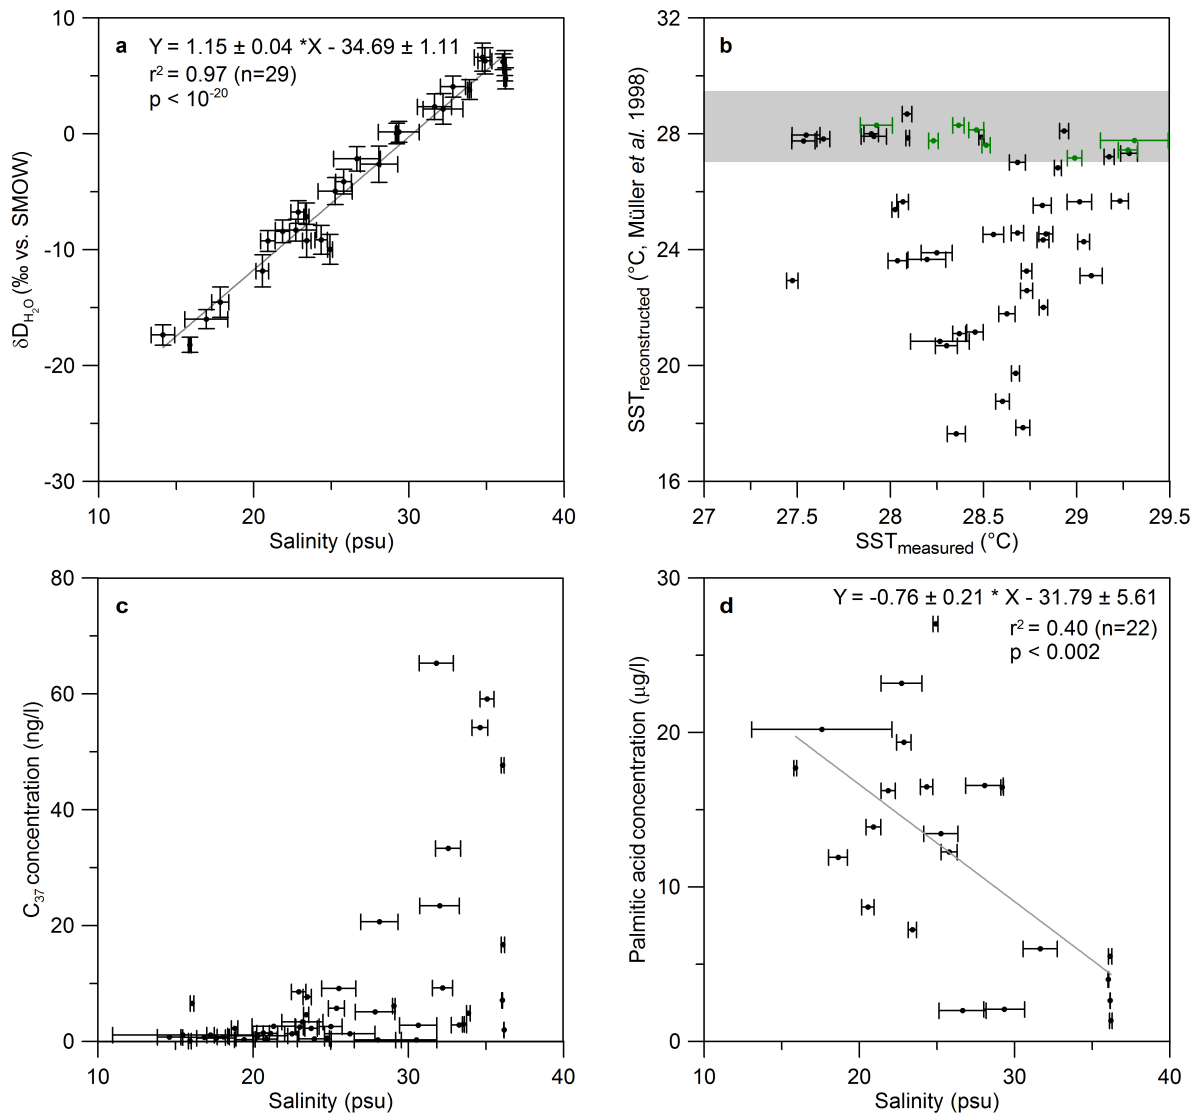 a Y = 1.15 ± 0.04 *X - 34.69 ± 1.11
r² = 0.97 (n=29)
p < 10⁻²⁰
10
0
-10
-20
-30
δD_H₂O (‰ vs. SMOW)
10 20 30 40
Salinity (psu)
b
32
28
24
20
16
SST_reconstructed (°C, Müller et al. 1998)
27 27.5 28 28.5 29 29.5
SST_measured (°C)
c
80
60
40
20
0
C₃₇ concentration (ng/l)
10 20 30 40
Salinity (psu)
d
Y = -0.76 ± 0.21 * X - 31.79 ± 5.61
r² = 0.40 (n=22)
p < 0.002
30
20
10
0
Palmitic acid concentration (µg/l)
10 20 30 40
Salinity (psu)